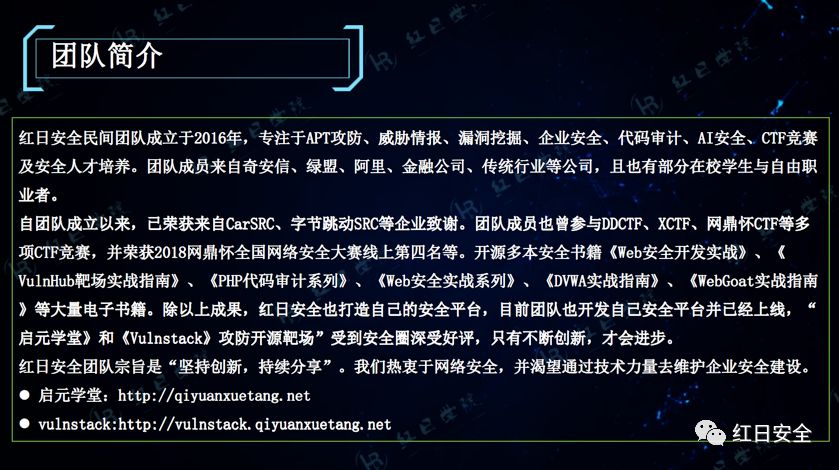 团队简介
红日安全民间团队成立于2016年，专注于APT攻防、威胁情报、漏洞挖掘、企业安全、代码审计、AI安全、CTF竞赛
及安全人才培养。团队成员来自奇安信、绿盟、阿里、金融公司、传统行业等公司，且也有部分在校学生与自由职
业者。
自团队成立以来，已荣获来自CarSRC、字节跳动SRC等企业致谢。团队成员也曾参与DDCTF、XCTF、网鼎怀CTF等多
项CTF竞赛，并荣获2018网鼎怀全国网络安全大赛线上第四名等。开源多本安全书籍《Web安全开发实战》、《
VulnHub靶场实战指南》、《PHP代码审计系列》、《Web安全实战系列》、《DVWA实战指南》、《WebGoat实战指南
》等大量电子书籍。除以上成果，红日安全也打造自己的安全平台，目前团队也开发自己安全平台并已经上线，“
启元学堂》和《Vulnstack》攻防开源靶场”受到安全圈深受好评，只有不断创新，才会进步。
红日安全团队宗旨是“坚持创新，持续分享”。我们热衷于网络安全，并渴望通过技术力量去维护企业安全建设。
● 启元学堂：http://qiyuanxuetang.net
● vulnstack:http://vulnstack.qiyuanxuetang.net
红日安全
红日学院